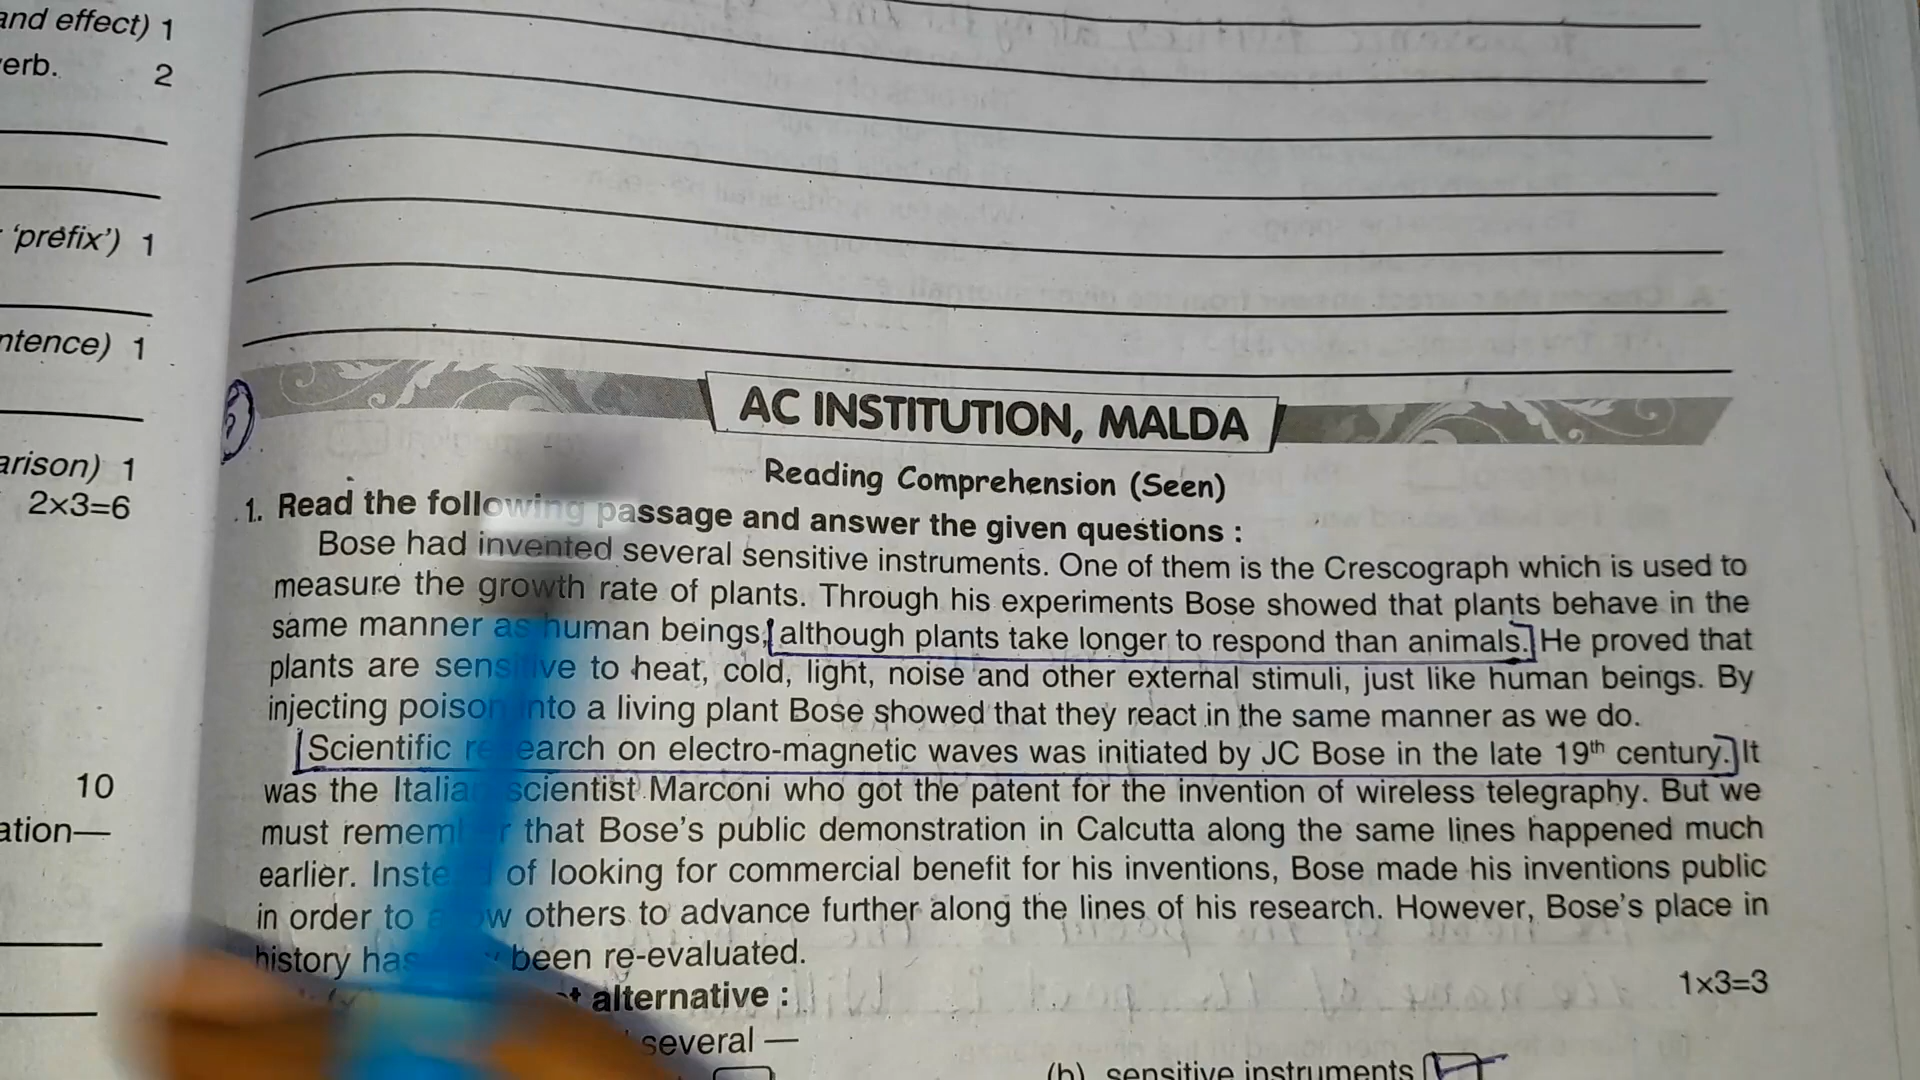 and effect) 1
erb. 2
'prefix') 1
ntence) 1
arison) 1
2×3=6
10
ation—
AC INSTITUTION, MALDA
Reading Comprehension (Seen)
1. Read the following passage and answer the given questions :
Bose had invented several sensitive instruments. One of them is the Crescograph which is used to
measure the growth rate of plants. Through his experiments Bose showed that plants behave in the
same manner as human beings, although plants take longer to respond than animals. He proved that
plants are sensitive to heat, cold, light, noise and other external stimuli, just like human beings. By
injecting poison into a living plant Bose showed that they react in the same manner as we do.
Scientific research on electro-magnetic waves was initiated by JC Bose in the late 19th century. It
was the Italian scientist Marconi who got the patent for the invention of wireless telegraphy. But we
must remember that Bose's public demonstration in Calcutta along the same lines happened much
earlier. Instead of looking for commercial benefit for his inventions, Bose made his inventions public
in order to allow others to advance further along the lines of his research. However, Bose's place in
history has been re-evaluated.
alternative : 1×3=3
several —
(b) sensitive instruments